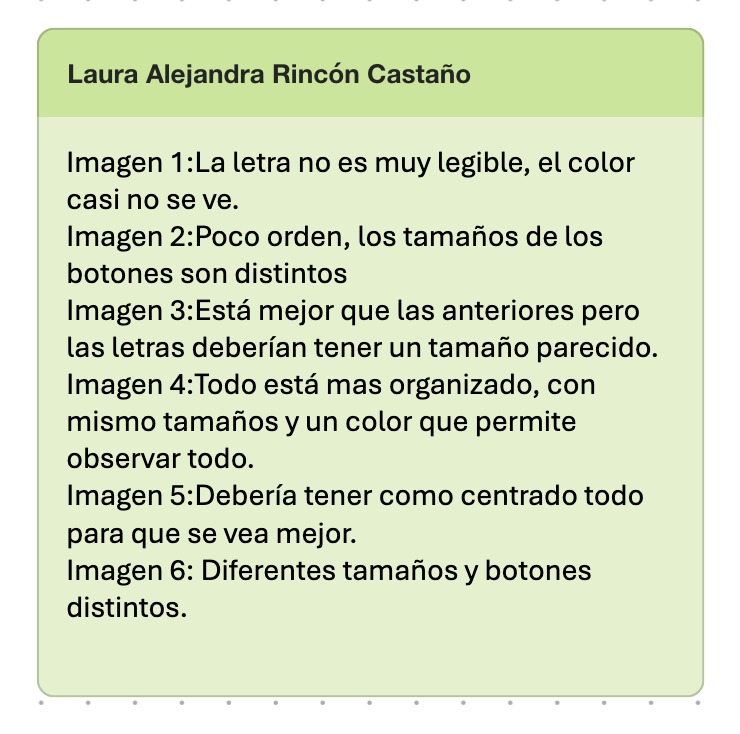 Laura Alejandra Rincón Castaño
Imagen 1:La letra no es muy legible, el color
casi no se ve.
Imagen 2:Poco orden, los tamaños de los
botones son distintos
Imagen 3:Está mejor que las anteriores pero
las letras deberían tener un tamaño parecido.
Imagen 4:Todo está mas organizado, con
mismo tamaños y un color que permite
observar todo.
Imagen 5:Debería tener como centrado todo
para que se vea mejor.
Imagen 6: Diferentes tamaños y botones
distintos.